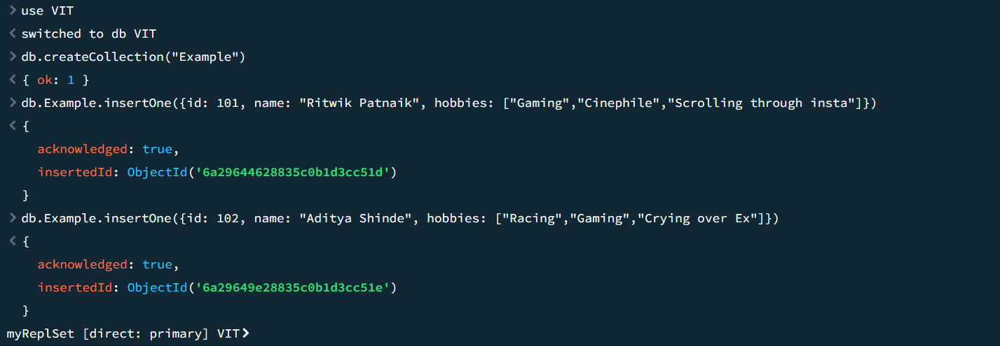 > use VIT
< switched to db VIT
> db.createCollection("Example")
< { ok: 1 }
> db.Example.insertOne({id: 101, name: "Ritwik Patnaik", hobbies: ["Gaming","Cinephile","Scrolling through insta"]})
< {
acknowledged: true,
insertedId: ObjectId('6a29644628835c0b1d3cc51d')
}
> db.Example.insertOne({id: 102, name: "Aditya Shinde", hobbies: ["Racing","Gaming","Crying over Ex"]})
< {
acknowledged: true,
insertedId: ObjectId('6a29649e28835c0b1d3cc51e')
}
myReplSet [direct: primary] VIT>